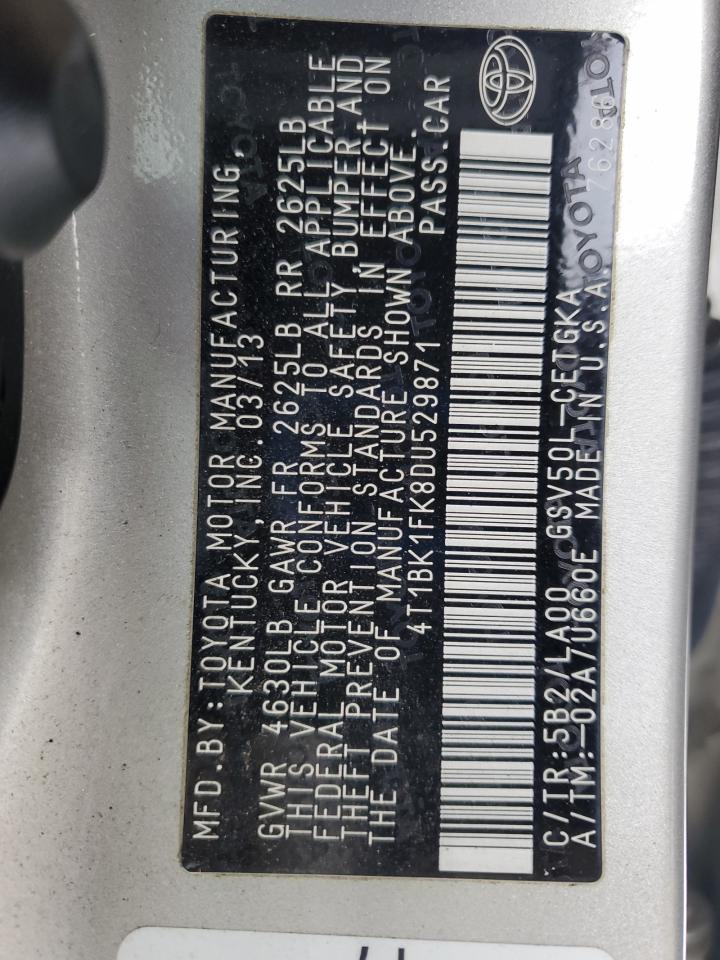 MFD.BY:TOYOTA MOTOR MANUFACTURING,
KENTUCKY,INC.03/13
GVWR 4630LB GAWR FR 2625LB RR 2625LB
THIS VEHICLE CONFORMS TO ALL APPLICABLE
FEDERAL MOTOR VEHICLE SAFETY, BUMPER AND
THEFT PREVENTION STANDARDS IN EFFECT ON
THE DATE OF MANUFACTURE SHOWN ABOVE.
4T1BK1FK8DU529871 PASS.CAR
C/TR:5B2/LA00 GSV50L-CETGKA
A/TM:-02A/U660E MADE IN U.S.A.